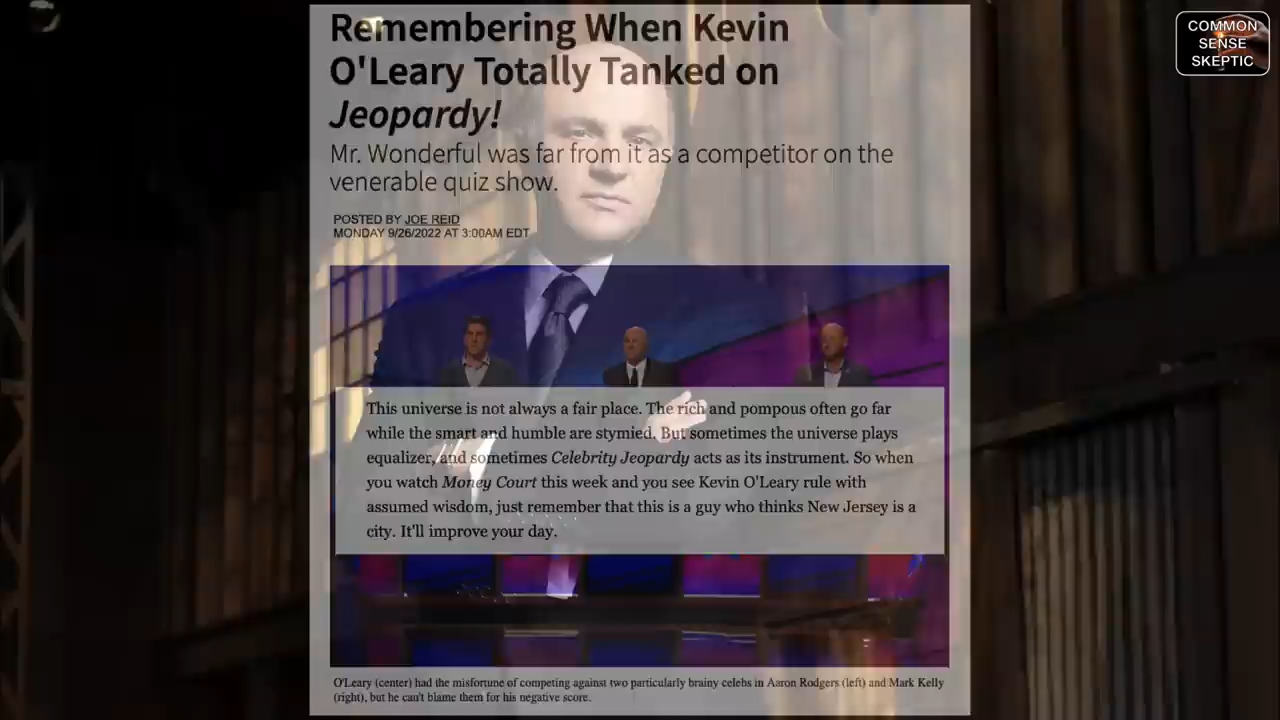 Remembering When Kevin
O'Leary Totally Tanked on
Jeopardy!
Mr. Wonderful was far from it as a competitor on the
venerable quiz show.
POSTED BY JOE REID
MONDAY 9/26/2022 AT 3:00AM EDT
This universe is not always a fair place. The rich and pompous often go far
while the smart and humble are stymied. But sometimes the universe plays
equalizer, and sometimes Celebrity Jeopardy acts as its instrument. So when
you watch Money Court this week and you see Kevin O'Leary rule with
assumed wisdom, just remember that this is a guy who thinks New Jersey is a
city. It'll improve your day.
O'Leary (center) had the misfortune of competing against two particularly brainy celebs in Aaron Rodgers (left) and Mark Kelly
(right), but he can't blame them for his negative score.
COMMON
SENSE
SKEPTIC